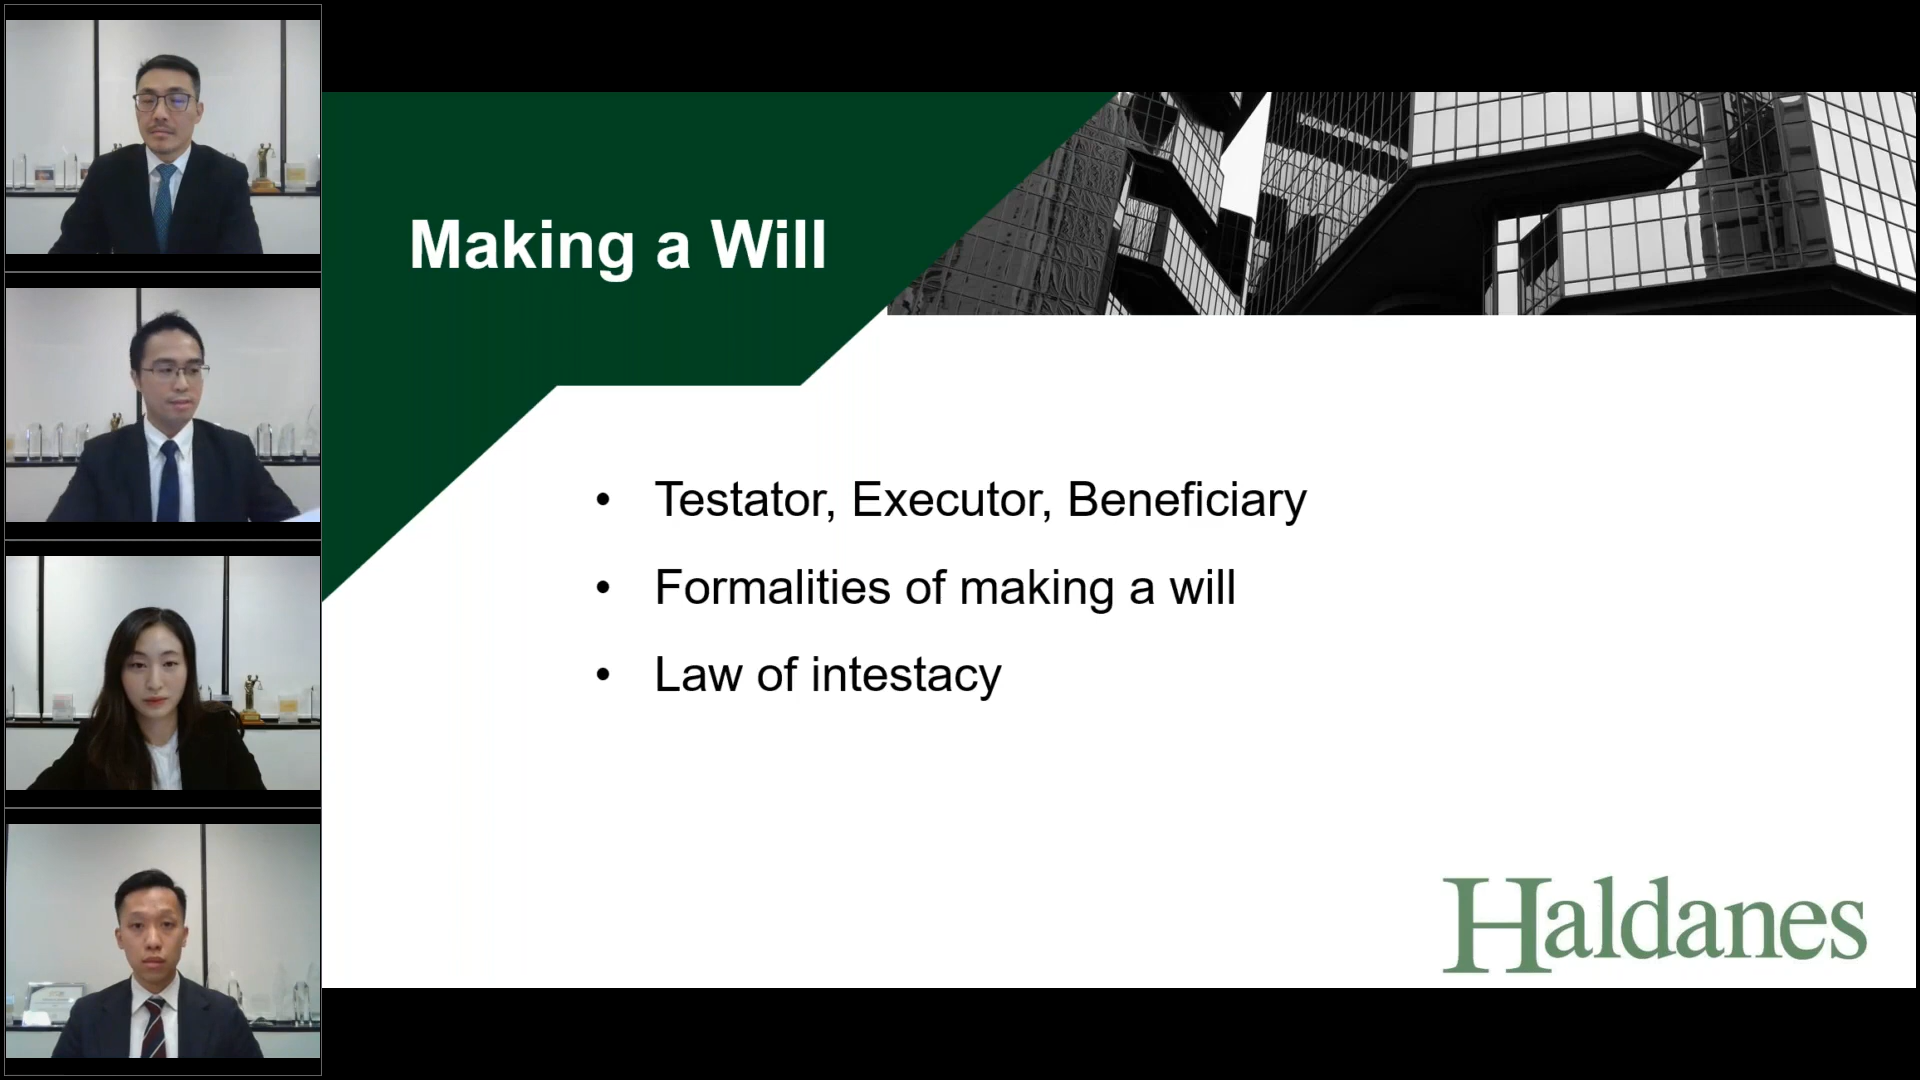 Making a Will
• Testator, Executor, Beneficiary
• Formalities of making a will
• Law of intestacy
Haldanes